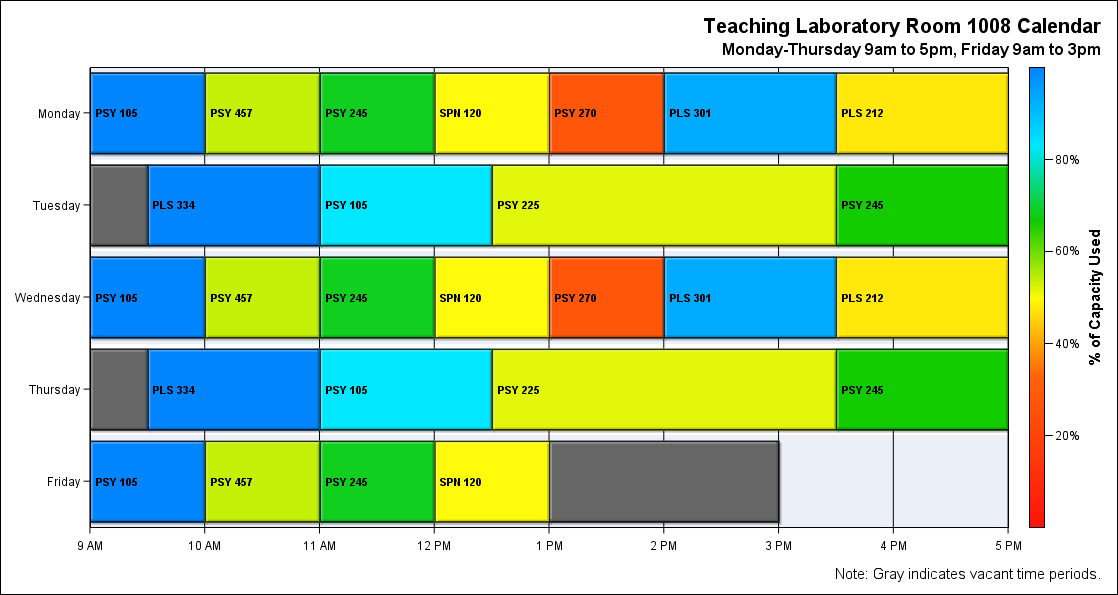 Teaching Laboratory Room 1008 Calendar
Monday-Thursday 9am to 5pm, Friday 9am to 3pm
Monday
PSY 105
PSY 457
PSY 245
SPN 120
PSY 270
PLS 301
PLS 212
Tuesday
PLS 334
PSY 105
PSY 225
PSY 245
Wednesday
PSY 105
PSY 457
PSY 245
SPN 120
PSY 270
PLS 301
PLS 212
Thursday
PLS 334
PSY 105
PSY 225
PSY 245
Friday
PSY 105
PSY 457
PSY 245
SPN 120
9 AM
10 AM
11 AM
12 PM
1 PM
2 PM
3 PM
4 PM
5 PM
80%
60%
40%
20%
% of Capacity Used
Note: Gray indicates vacant time periods.